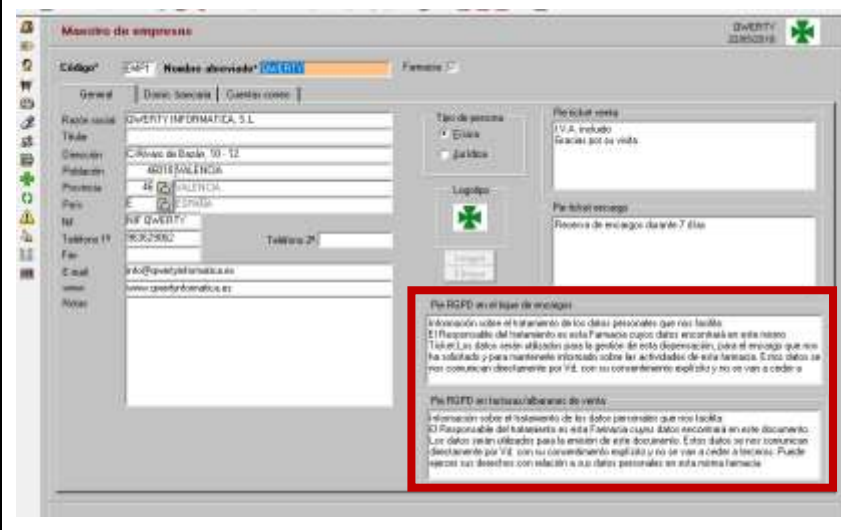 Maestro de empresas
QWERTY
Código*
EMP1
Nombre abreviado*
QWERTY
Farmacia
General
Domic. bancaria
Cuentas correo
Razón social
QWERTY INFORMATICA, S.L.
Titular
Dirección
C/Alvaro de Bazán, 10 - 12
Población
46010 VALENCIA
Provincia
46
VALENCIA
País
E
ESPAÑA
Nif
NIF QWERTY
Teléfono 1º
963629062
Teléfono 2º
Fax
E-mail
info@qwertyinformatica.es
www
www.qwertyinformatica.es
Notas
Tipo de persona
Física
Jurídica
Logotipo
Cargar
Eliminar
Pie ticket venta
I.V.A. incluido
Gracias por su visita
Pie ticket encargo
Reserva de encargos durante 7 días
Pie RGPD en el tique de encargos
Información sobre el tratamiento de los datos personales que nos facilita
El Responsable del tratamiento es esta Farmacia cuyos datos encontrará en este mismo
Ticket.Los datos serán utilizados para la gestión de esta dispensación, para el encargo que nos
ha solicitado y para mantenerle informado sobre las actividades de esta farmacia. Estos datos se
nos comunican directamente por Vd. con su consentimiento explícito y no se van a ceder a
Pie RGPD en facturas/albaranes de venta
Información sobre el tratamiento de los datos personales que nos facilita
El Responsable del tratamiento es esta Farmacia cuyos datos encontrará en este documento.
Los datos serán utilizados para la emisión de este documento. Estos datos se nos comunican
directamente por Vd. con su consentimiento explícito y no se van a ceder a terceros. Puede
ejercer sus derechos con relación a sus datos personales en esta misma farmacia